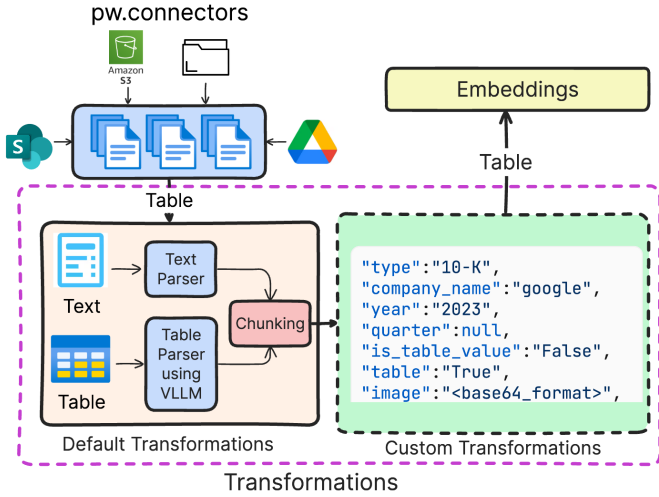 pw.connectors
Amazon
S3
S
Embeddings
Table
Table
Text
Text
Parser
Chunking
Table
Table
Parser
using
VLLM
"type":"10-K",
"company_name":"google",
"year":"2023",
"quarter":null,
"is_table_value":"False",
"table":"True",
"image":"<base64_format>",
Default Transformations
Custom Transformations
Transformations